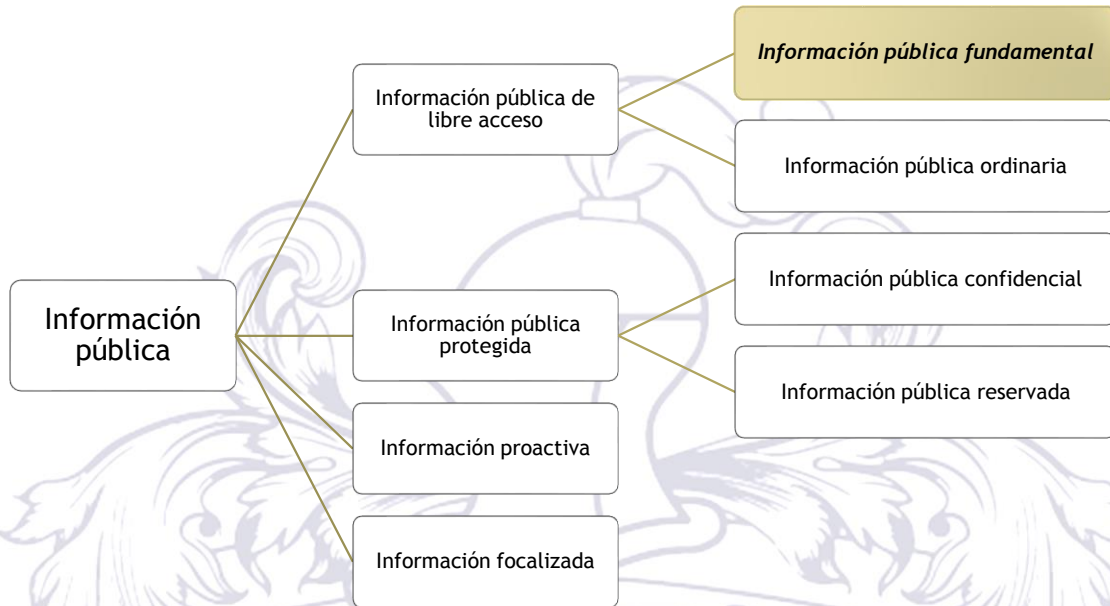 Información pública fundamental
Información pública de
libre acceso
Información pública ordinaria
Información pública confidencial
Información
pública
Información pública
protegida
Información pública reservada
Información proactiva
Información focalizada